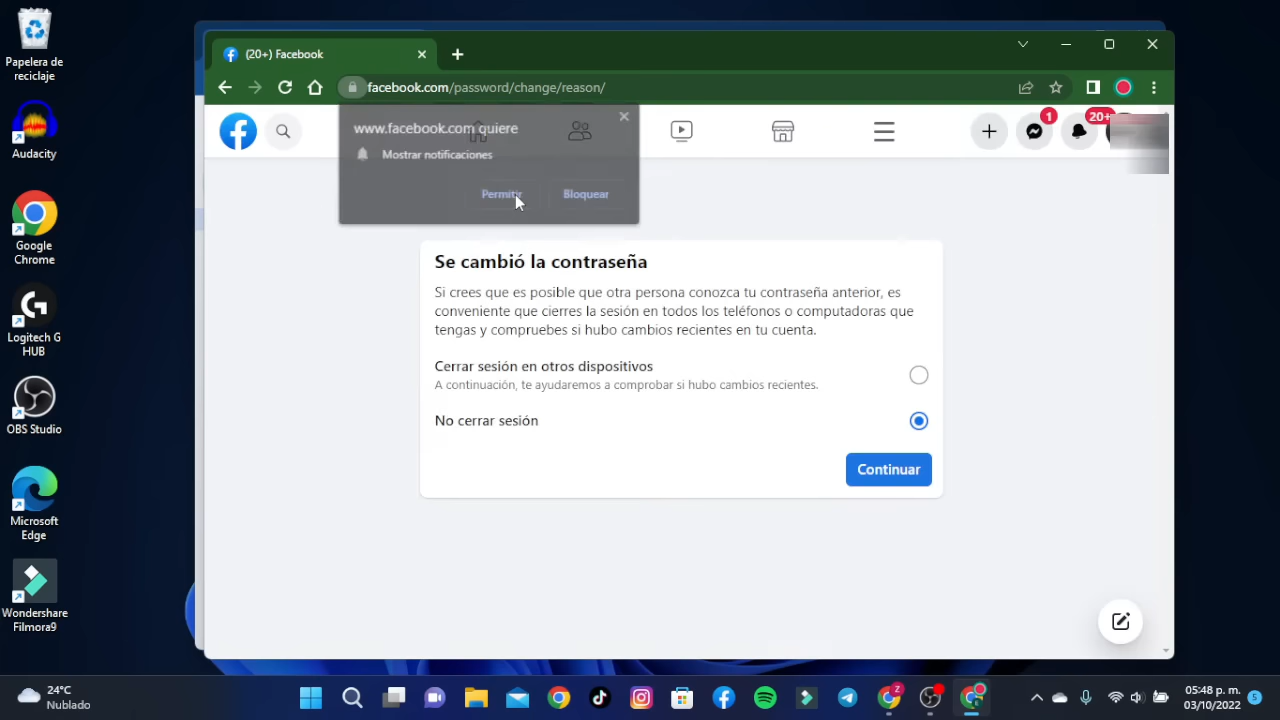 Papelera de
reciclaje
Audacity
Google
Chrome
Logitech G
HUB
OBS Studio
Microsoft
Edge
Wondershare
Filmora9
(20+) Facebook
facebook.com/password/change/reason/
www.facebook.com quiere
Mostrar notificaciones
Permitir
Bloquear
1
20+
Se cambió la contraseña
Si crees que es posible que otra persona conozca tu contraseña anterior, es
conveniente que cierres la sesión en todos los teléfonos o computadoras que
tengas y compruebes si hubo cambios recientes en tu cuenta.
Cerrar sesión en otros dispositivos
A continuación, te ayudaremos a comprobar si hubo cambios recientes.
No cerrar sesión
Continuar
24°C
Nublado
Z
05:48 p. m.
03/10/2022
5